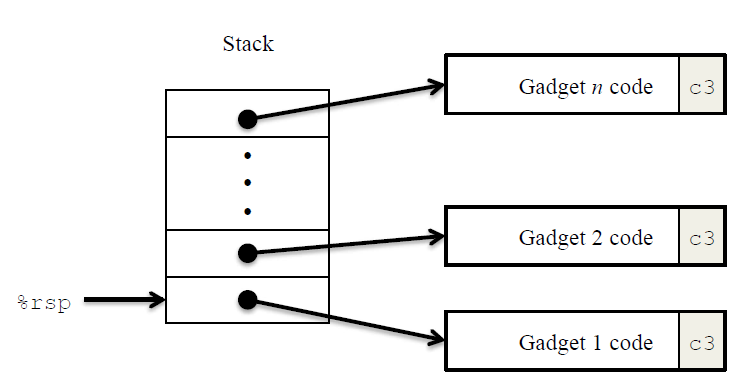 Stack
Gadget n code c3
Gadget 2 code c3
%rsp
Gadget 1 code c3